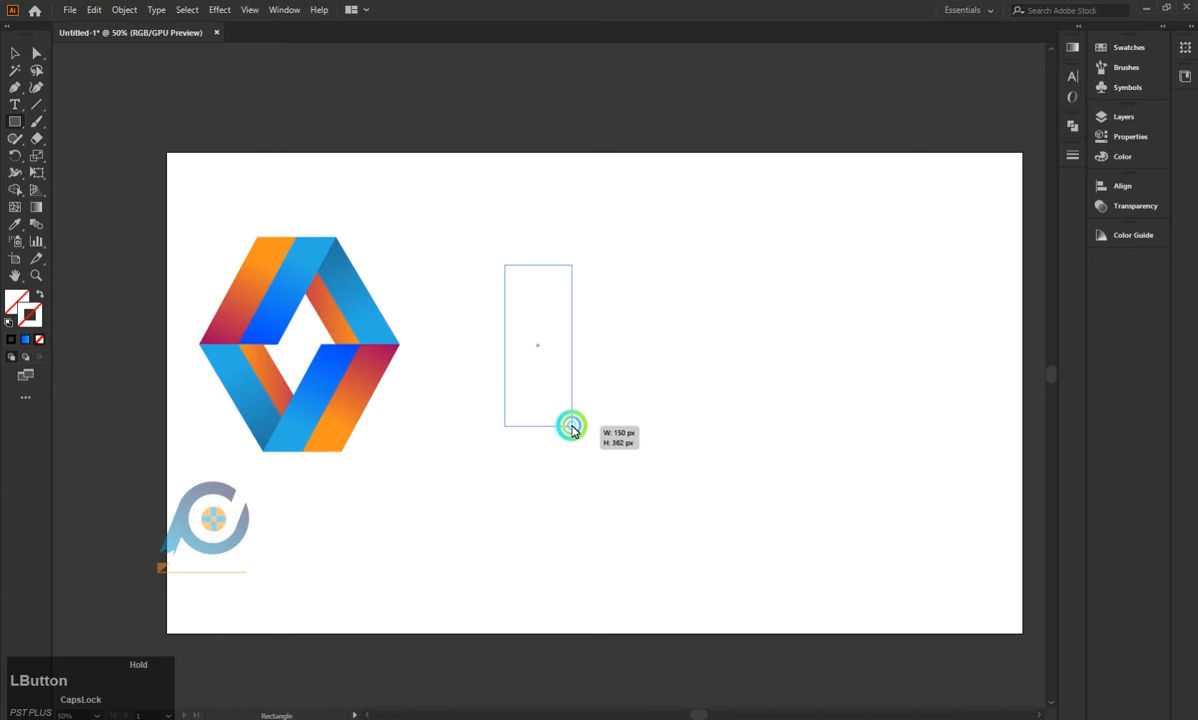 Ai File Edit Object Type Select Effect View Window Help Essentials Search Adobe Stock
Untitled-1* @ 50% (RGB/GPU Preview) ×
Swatches
Brushes
Symbols
Layers
Properties
Color
Align
Transparency
Color Guide
W: 150 px
H: 362 px
Hold
LButton
CapsLock
PST PLUS 50% 1 Rectangle